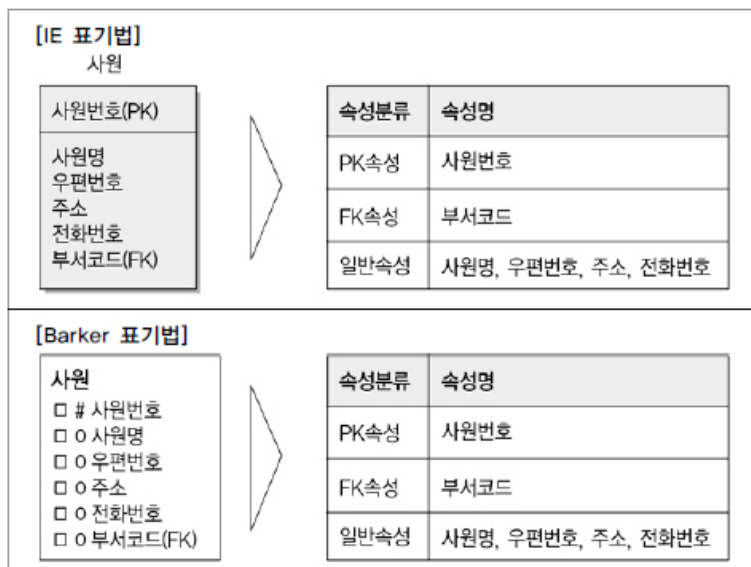 [IE 표기법]
사원
사원번호(PK)
사원명
우편번호
주소
전화번호
부서코드(FK)
속성분류 속성명
PK속성 사원번호
FK속성 부서코드
일반속성 사원명, 우편번호, 주소, 전화번호
[Barker 표기법]
사원
□ # 사원번호
□ O 사원명
□ O 우편번호
□ O 주소
□ O 전화번호
□ O 부서코드(FK)
속성분류 속성명
PK속성 사원번호
FK속성 부서코드
일반속성 사원명, 우편번호, 주소, 전화번호